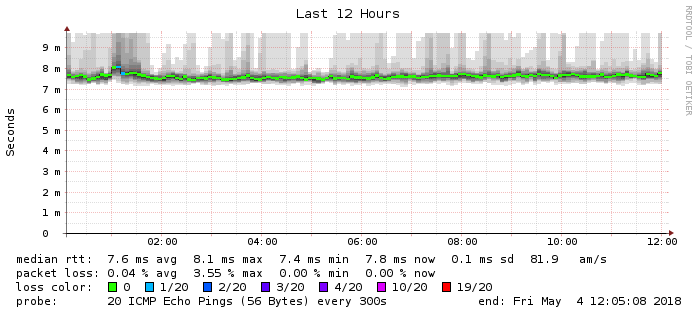 Last 12 Hours
RRDTOOL / TOBI OETIKER
Seconds
9 m
8 m
7 m
6 m
5 m
4 m
3 m
2 m
1 m
0
02:00 04:00 06:00 08:00 10:00 12:00
median rtt: 7.6 ms avg 8.1 ms max 7.4 ms min 7.8 ms now 0.1 ms sd 81.9 am/s
packet loss: 0.04 % avg 3.55 % max 0.00 % min 0.00 % now
loss color: 0 1/20 2/20 3/20 4/20 10/20 19/20
probe: 20 ICMP Echo Pings (56 Bytes) every 300s end: Fri May 4 12:05:08 2018